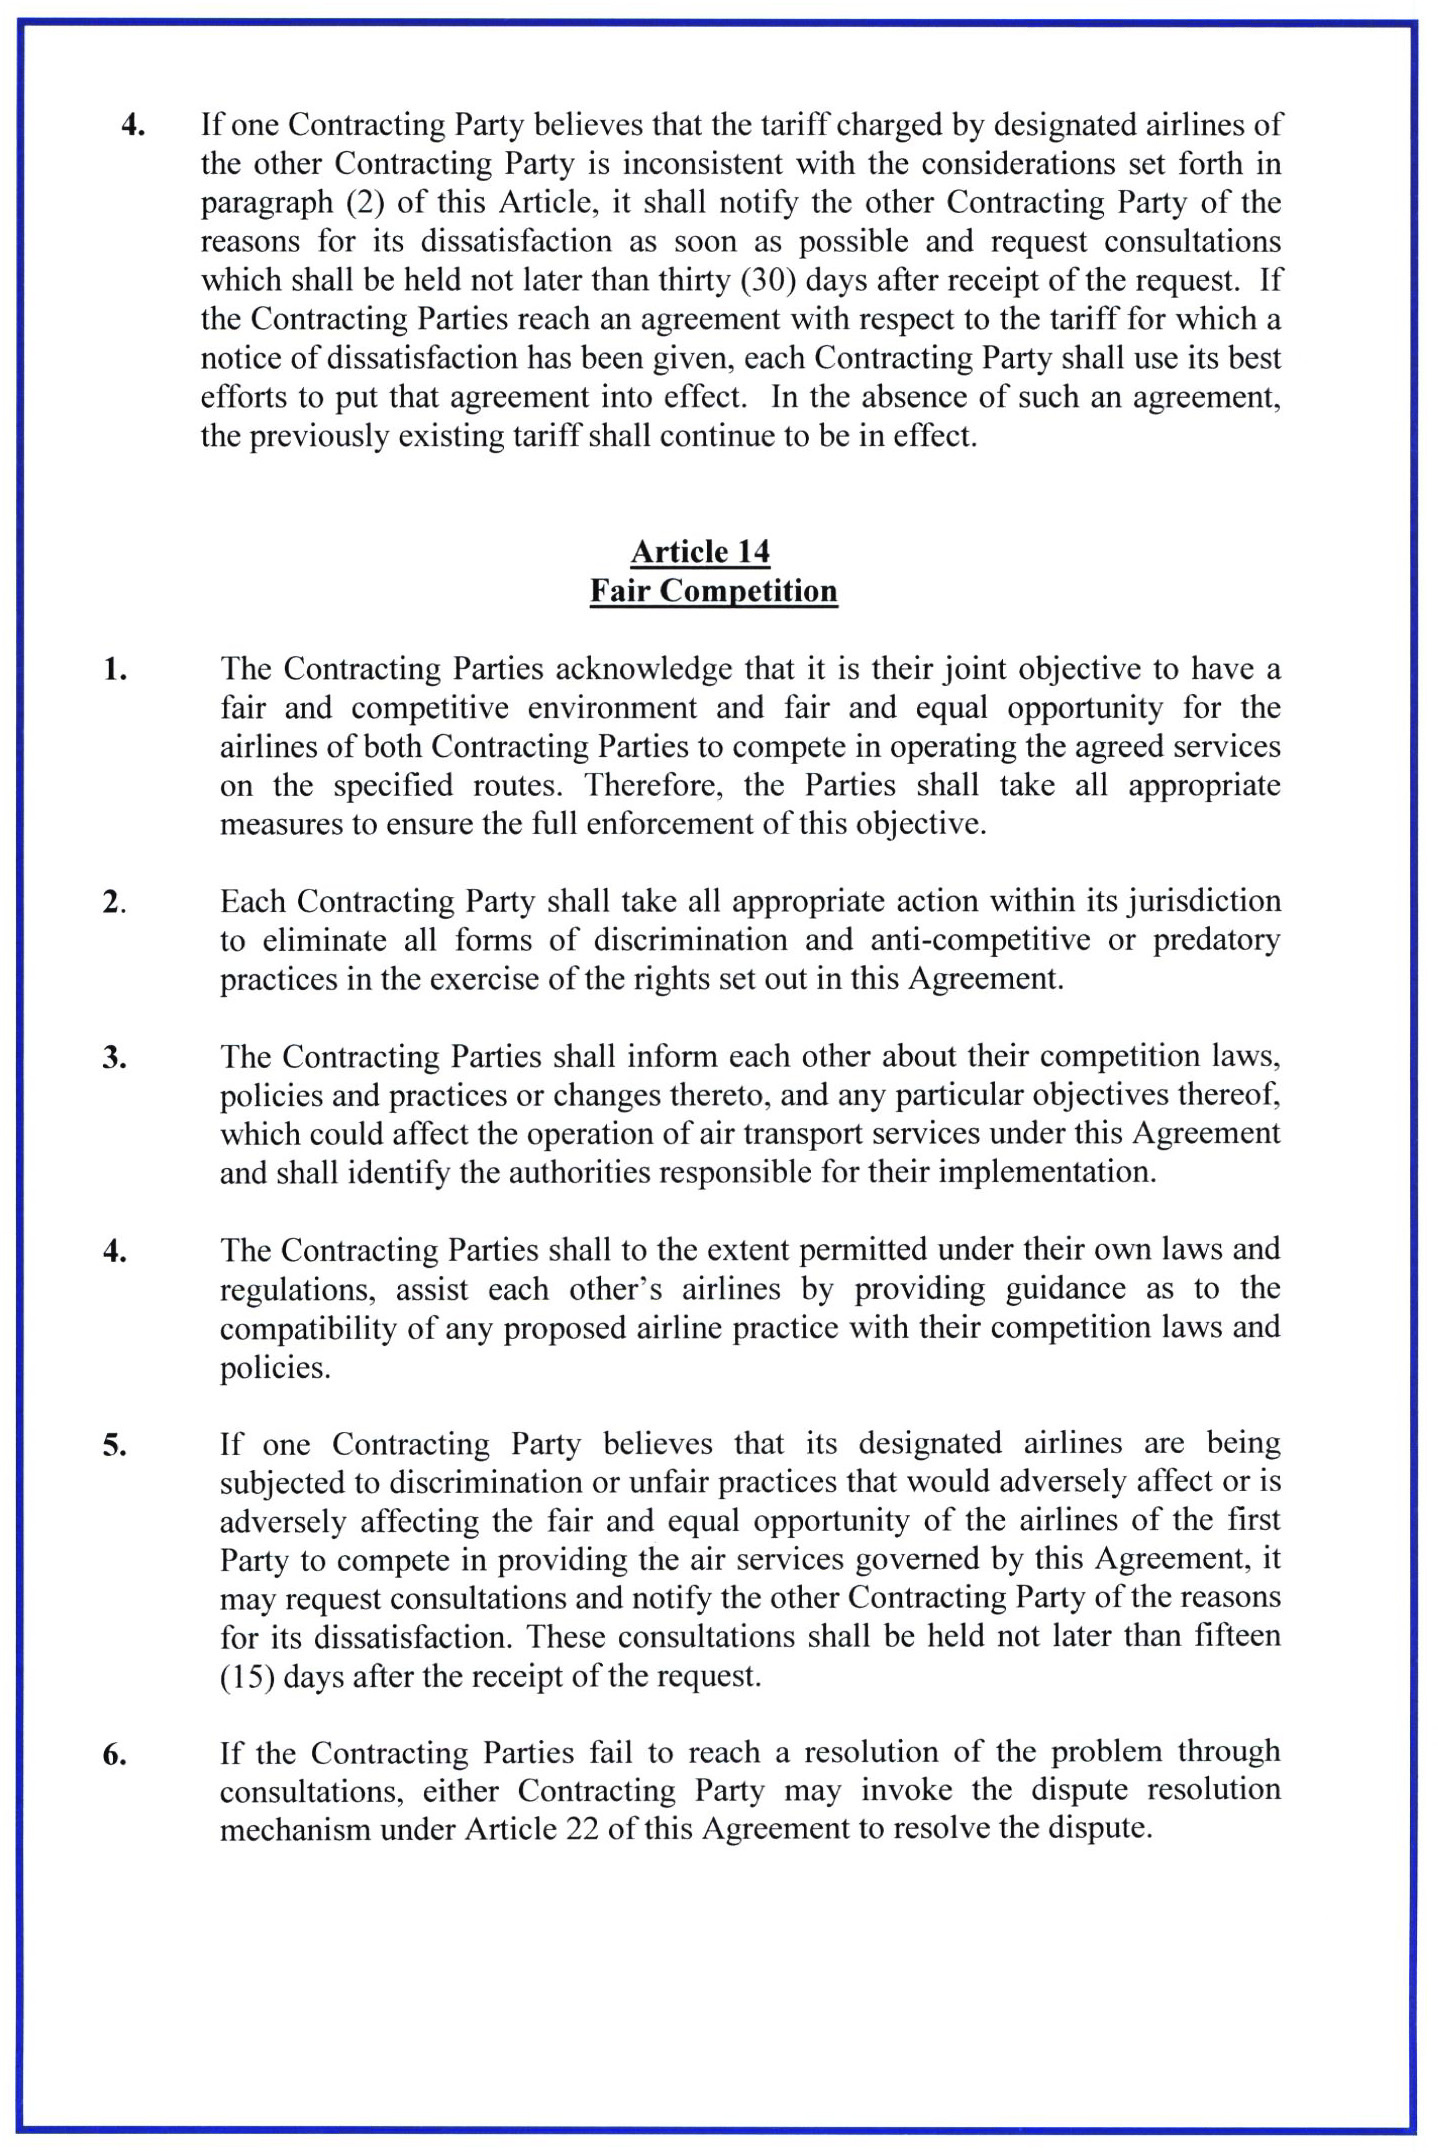 4. If one Contracting Party believes that the tariff charged by designated airlines of
the other Contracting Party is inconsistent with the considerations set forth in
paragraph (2) of this Article, it shall notify the other Contracting Party of the
reasons for its dissatisfaction as soon as possible and request consultations
which shall be held not later than thirty (30) days after receipt of the request. If
the Contracting Parties reach an agreement with respect to the tariff for which a
notice of dissatisfaction has been given, each Contracting Party shall use its best
efforts to put that agreement into effect. In the absence of such an agreement,
the previously existing tariff shall continue to be in effect.
Article 14
Fair Competition
1. The Contracting Parties acknowledge that it is their joint objective to have a
fair and competitive environment and fair and equal opportunity for the
airlines of both Contracting Parties to compete in operating the agreed services
on the specified routes. Therefore, the Parties shall take all appropriate
measures to ensure the full enforcement of this objective.
2. Each Contracting Party shall take all appropriate action within its jurisdiction
to eliminate all forms of discrimination and anti-competitive or predatory
practices in the exercise of the rights set out in this Agreement.
3. The Contracting Parties shall inform each other about their competition laws,
policies and practices or changes thereto, and any particular objectives thereof,
which could affect the operation of air transport services under this Agreement
and shall identify the authorities responsible for their implementation.
4. The Contracting Parties shall to the extent permitted under their own laws and
regulations, assist each other’s airlines by providing guidance as to the
compatibility of any proposed airline practice with their competition laws and
policies.
5. If one Contracting Party believes that its designated airlines are being
subjected to discrimination or unfair practices that would adversely affect or is
adversely affecting the fair and equal opportunity of the airlines of the first
Party to compete in providing the air services governed by this Agreement, it
may request consultations and notify the other Contracting Party of the reasons
for its dissatisfaction. These consultations shall be held not later than fifteen
(15) days after the receipt of the request.
6. If the Contracting Parties fail to reach a resolution of the problem through
consultations, either Contracting Party may invoke the dispute resolution
mechanism under Article 22 of this Agreement to resolve the dispute.